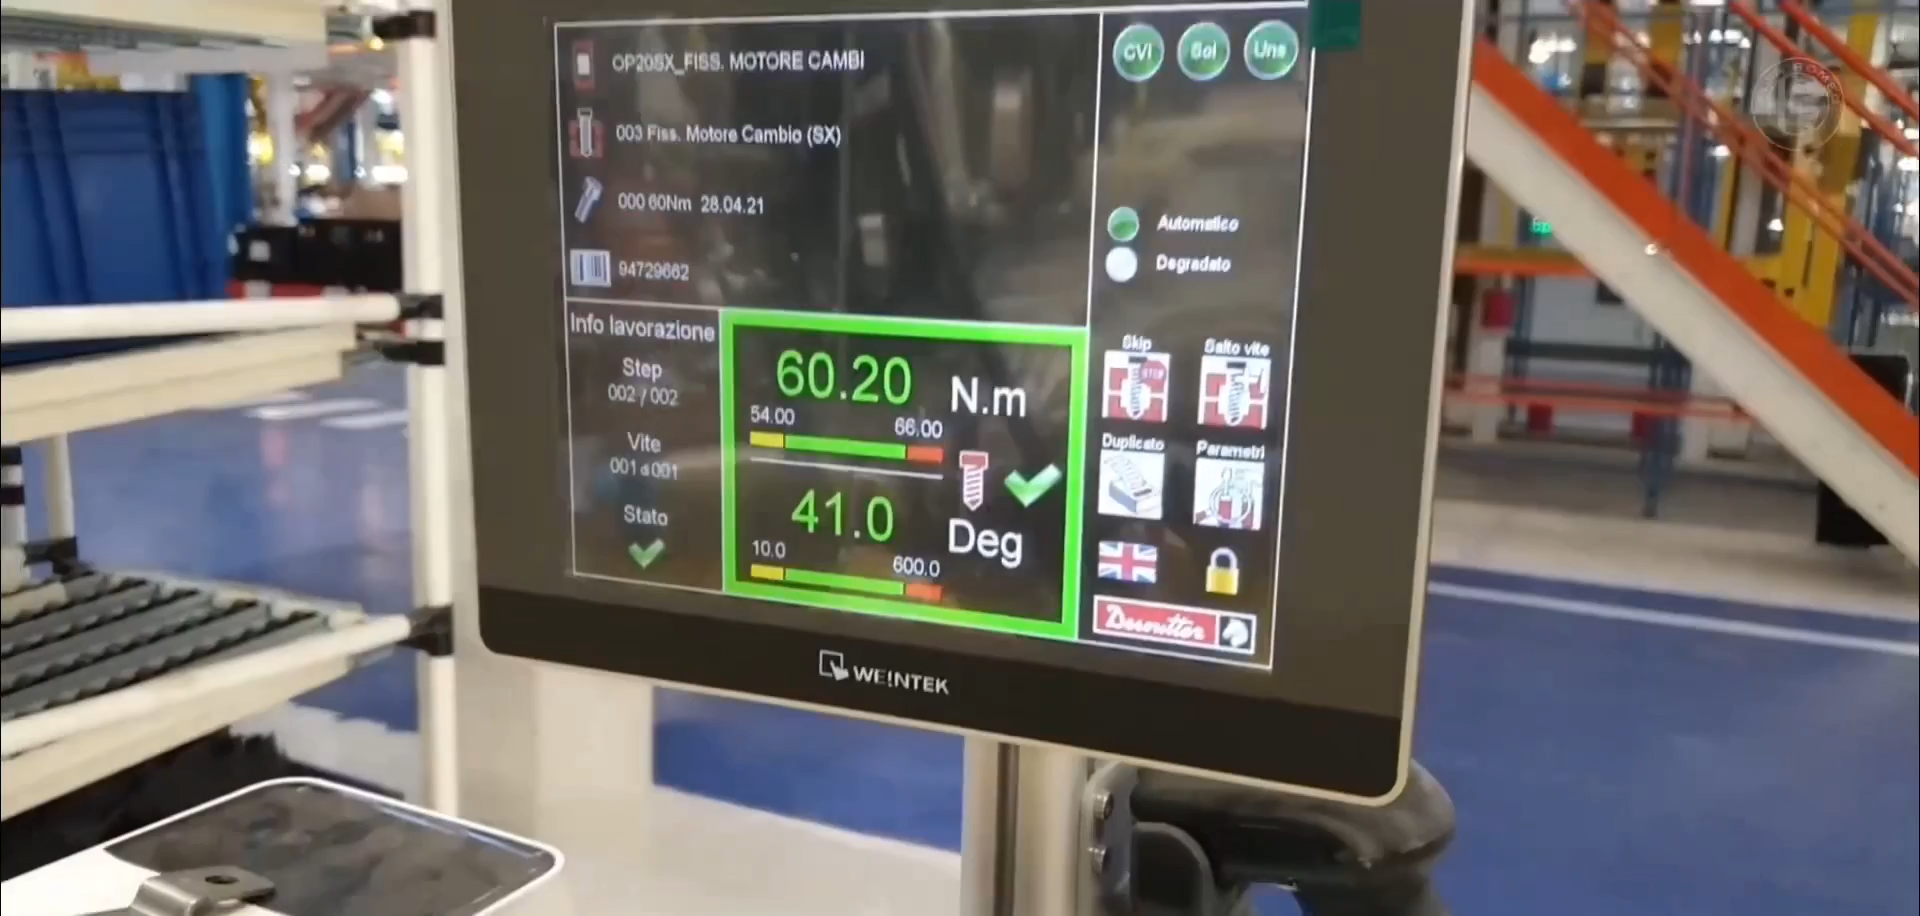 OP20SX_FISS. MOTORE CAMBI
003 Fiss. Motore Cambio (SX)
000 60Nm 28.04.21
94729662
CVI
Sol
Automatico
Degradato
Info lavorazione
Step
002 / 002
Vite
001 di 001
Stato
60.20 N.m
54.00 66.00
41.0 Deg
10.0 600.0
Skip Salto vite
STOP
Duplicato Parametri
Desoutter
WEINTEK